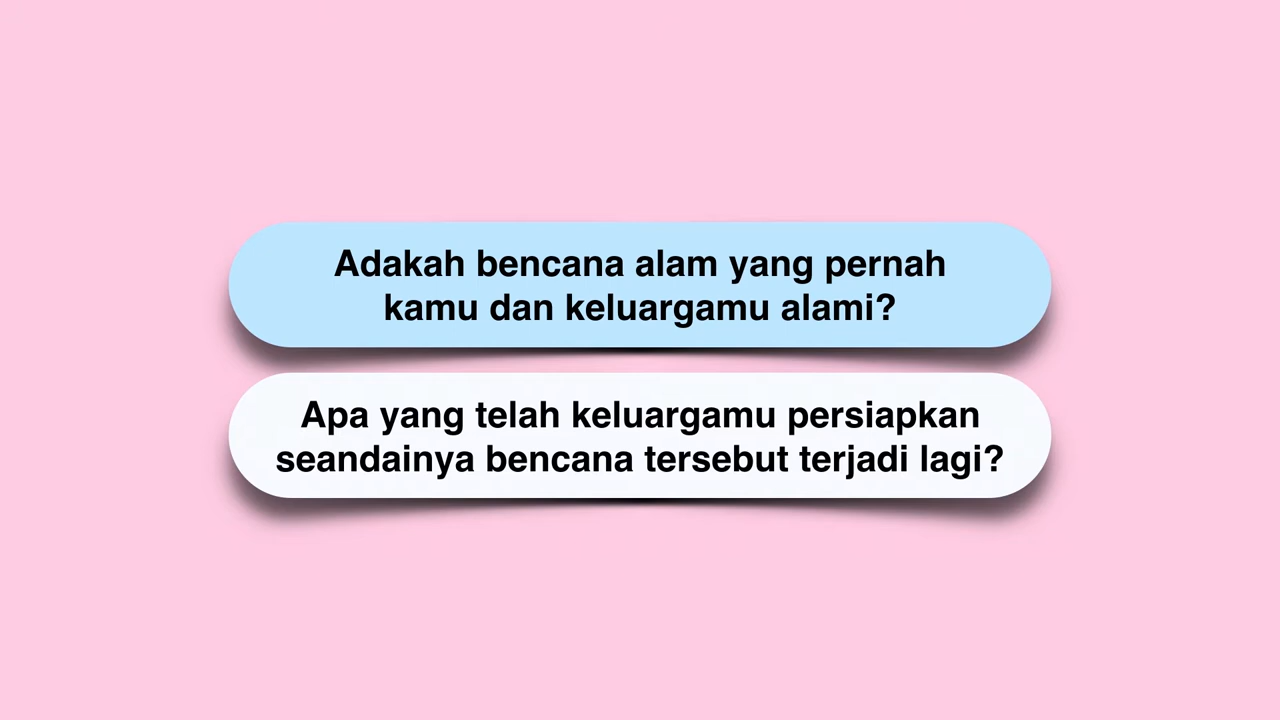 Adakah bencana alam yang pernah
kamu dan keluargamu alami?
Apa yang telah keluargamu persiapkan
seandainya bencana tersebut terjadi lagi?